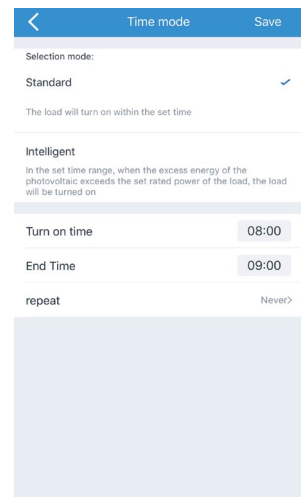 Time mode
Save
Selection mode:
Standard
The load will turn on within the set time
Intelligent
In the set time range, when the excess energy of the
photovoltaic exceeds the set rated power of the load, the load
will be turned on
Turn on time
08:00
End Time
09:00
repeat
Never>